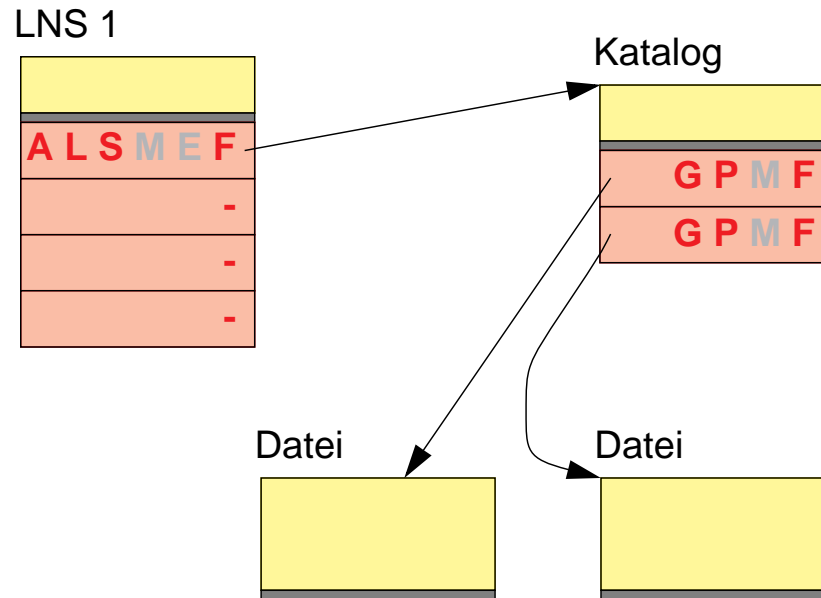 LNS 1
Katalog
A L S M E F
-
-
-
G P M F
G P M F
Datei
Datei